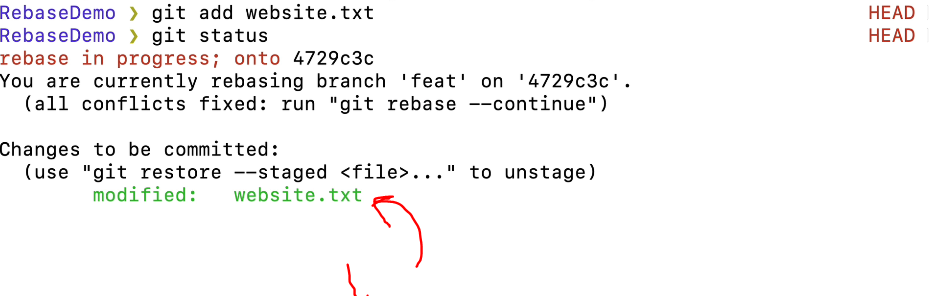 RebaseDemo ❯ git add website.txt HEAD
RebaseDemo ❯ git status HEAD
rebase in progress; onto 4729c3c
You are currently rebasing branch 'feat' on '4729c3c'.
  (all conflicts fixed: run "git rebase --continue")
Changes to be committed:
  (use "git restore --staged <file>..." to unstage)
        modified:   website.txt